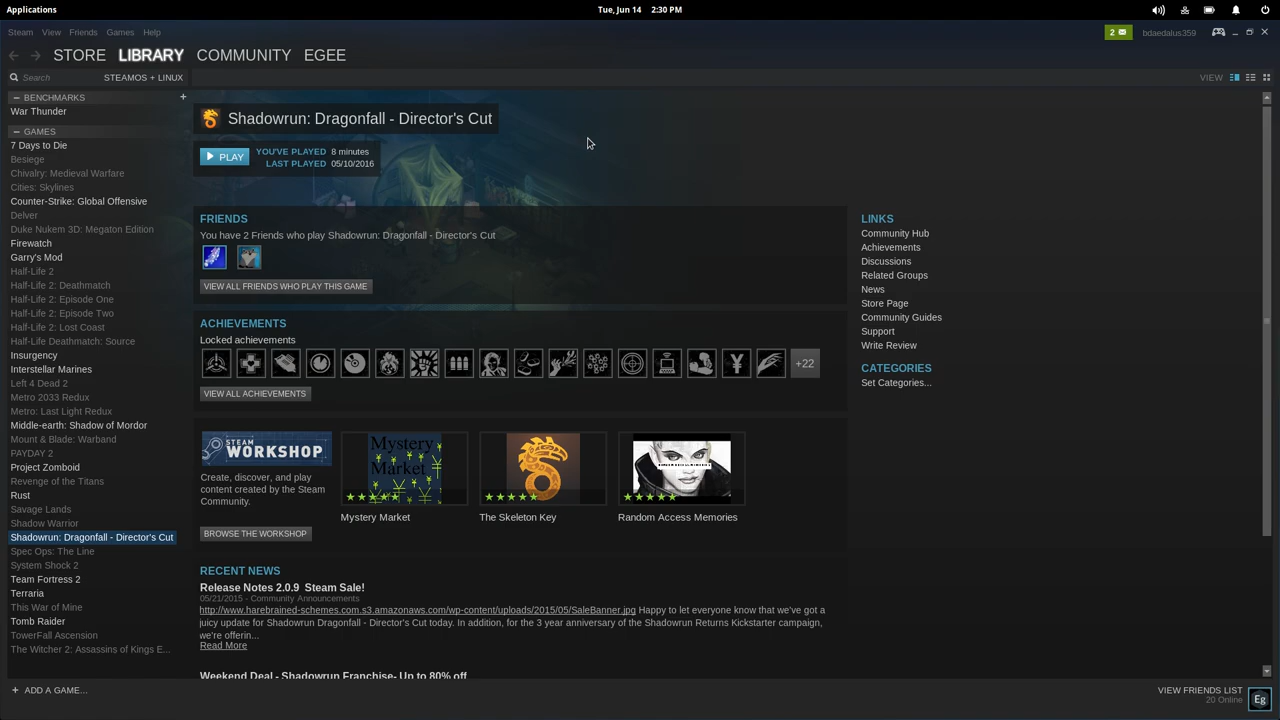 Applications
Tue, Jun 14 2:30 PM
Steam View Friends Games Help
2
bdaedalus359
STORE LIBRARY COMMUNITY EGEE
Search
STEAMOS + LINUX
VIEW
BENCHMARKS
War Thunder
GAMES
7 Days to Die
Besiege
Chivalry: Medieval Warfare
Cities: Skylines
Counter-Strike: Global Offensive
Delver
Duke Nukem 3D: Megaton Edition
Firewatch
Garry's Mod
Half-Life 2
Half-Life 2: Deathmatch
Half-Life 2: Episode One
Half-Life 2: Episode Two
Half-Life 2: Lost Coast
Half-Life Deathmatch: Source
Insurgency
Interstellar Marines
Left 4 Dead 2
Metro 2033 Redux
Metro: Last Light Redux
Middle-earth: Shadow of Mordor
Mount & Blade: Warband
PAYDAY 2
Project Zomboid
Revenge of the Titans
Rust
Savage Lands
Shadow Warrior
Shadowrun: Dragonfall - Director's Cut
Spec Ops: The Line
System Shock 2
Team Fortress 2
Terraria
This War of Mine
Tomb Raider
TowerFall Ascension
The Witcher 2: Assassins of Kings E...
ADD A GAME...
Shadowrun: Dragonfall - Director's Cut
PLAY
YOU'VE PLAYED 8 minutes
LAST PLAYED 05/10/2016
FRIENDS
You have 2 Friends who play Shadowrun: Dragonfall - Director's Cut
VIEW ALL FRIENDS WHO PLAY THIS GAME
ACHIEVEMENTS
Locked achievements
+22
VIEW ALL ACHIEVEMENTS
STEAM
WORKSHOP
Create, discover, and play
content created by the Steam
Community.
BROWSE THE WORKSHOP
Mystery
Market
Mystery Market
The Skeleton Key
Random Access Memories
RECENT NEWS
Release Notes 2.0.9 Steam Sale!
05/21/2015 - Community Announcements
http://www.harebrained-schemes.com.s3.amazonaws.com/wp-content/uploads/2015/05/SaleBanner.jpg Happy to let everyone know that we've got a
juicy update for Shadowrun Dragonfall - Director's Cut today. In addition, for the 3 year anniversary of the Shadowrun Returns Kickstarter campaign,
we're offerin...
Read More
Weekend Deal - Shadowrun Franchise- Up to 80% off
LINKS
Community Hub
Achievements
Discussions
Related Groups
News
Store Page
Community Guides
Support
Write Review
CATEGORIES
Set Categories...
VIEW FRIENDS LIST
20 Online
Eg